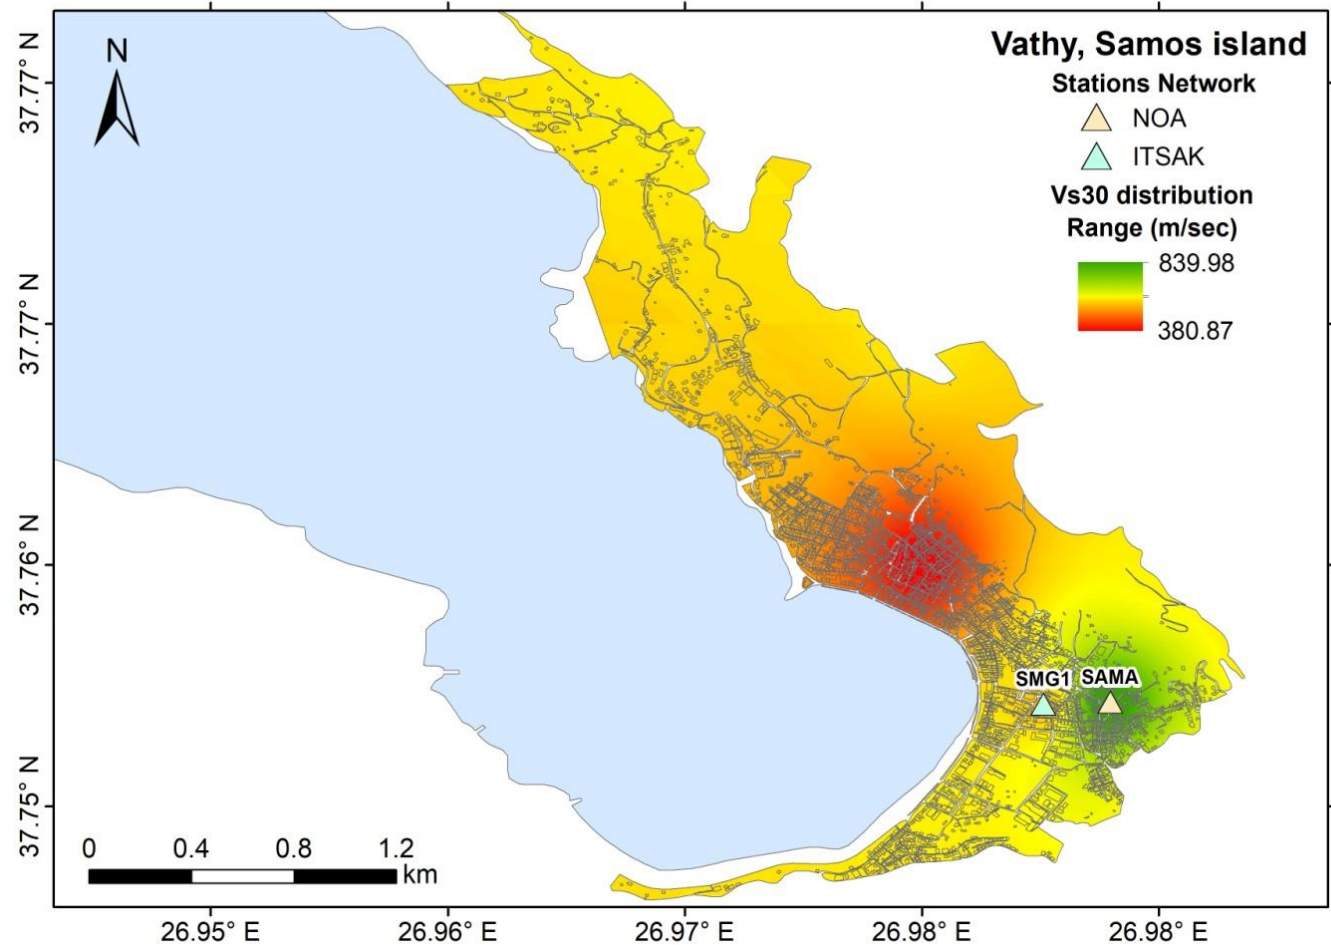 Vathy, Samos island
Stations Network
NOA
ITSAK
Vs30 distribution
Range (m/sec)
839.98
380.87
N
37.77° N
37.77° N
37.76° N
37.75° N
SMG1 SAMA
0 0.4 0.8 1.2
km
26.95° E 26.96° E 26.97° E 26.98° E 26.98° E